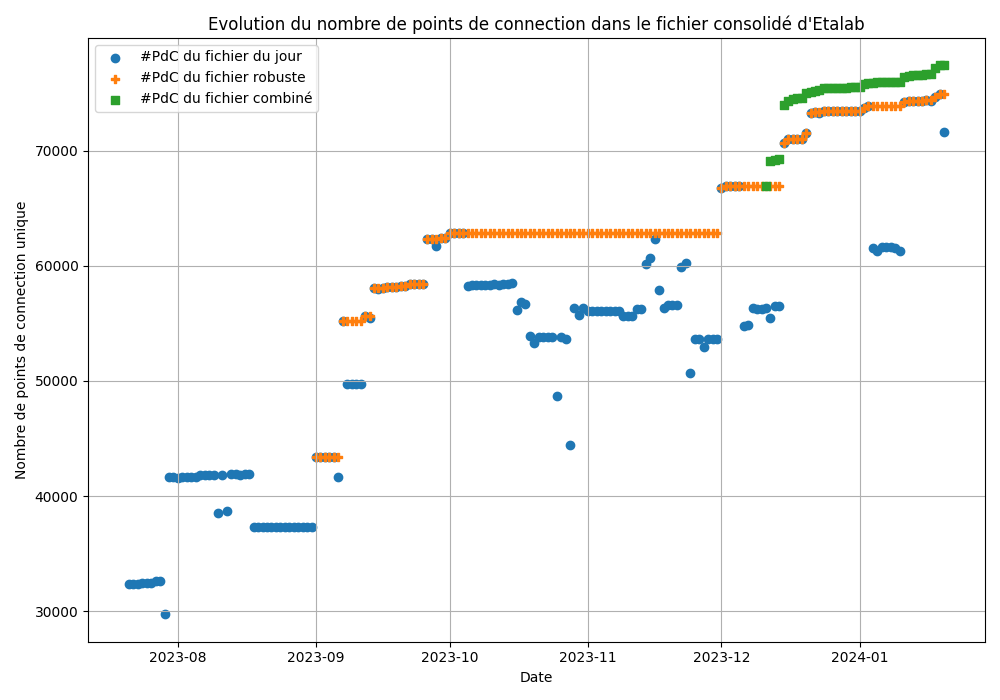 Evolution du nombre de points de connection dans le fichier consolidé d'Etalab
#PdC du fichier du jour
#PdC du fichier robuste
#PdC du fichier combiné
Nombre de points de connection unique
70000
60000
50000
40000
30000
2023-08
2023-09
2023-10
2023-11
2023-12
2024-01
Date